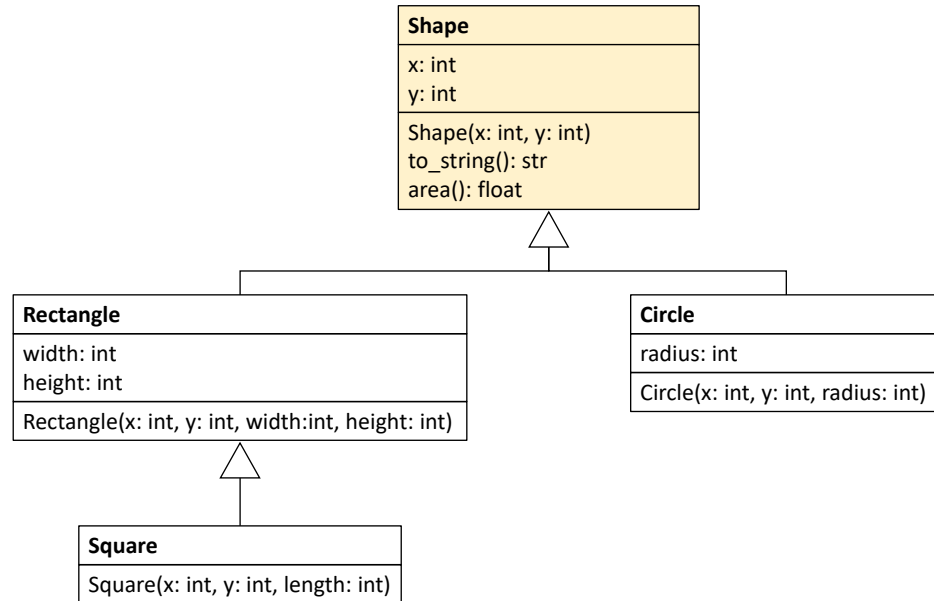 Shape
x: int
y: int
Shape(x: int, y: int)
to_string(): str
area(): float
Rectangle
width: int
height: int
Rectangle(x: int, y: int, width:int, height: int)
Circle
radius: int
Circle(x: int, y: int, radius: int)
Square
Square(x: int, y: int, length: int)